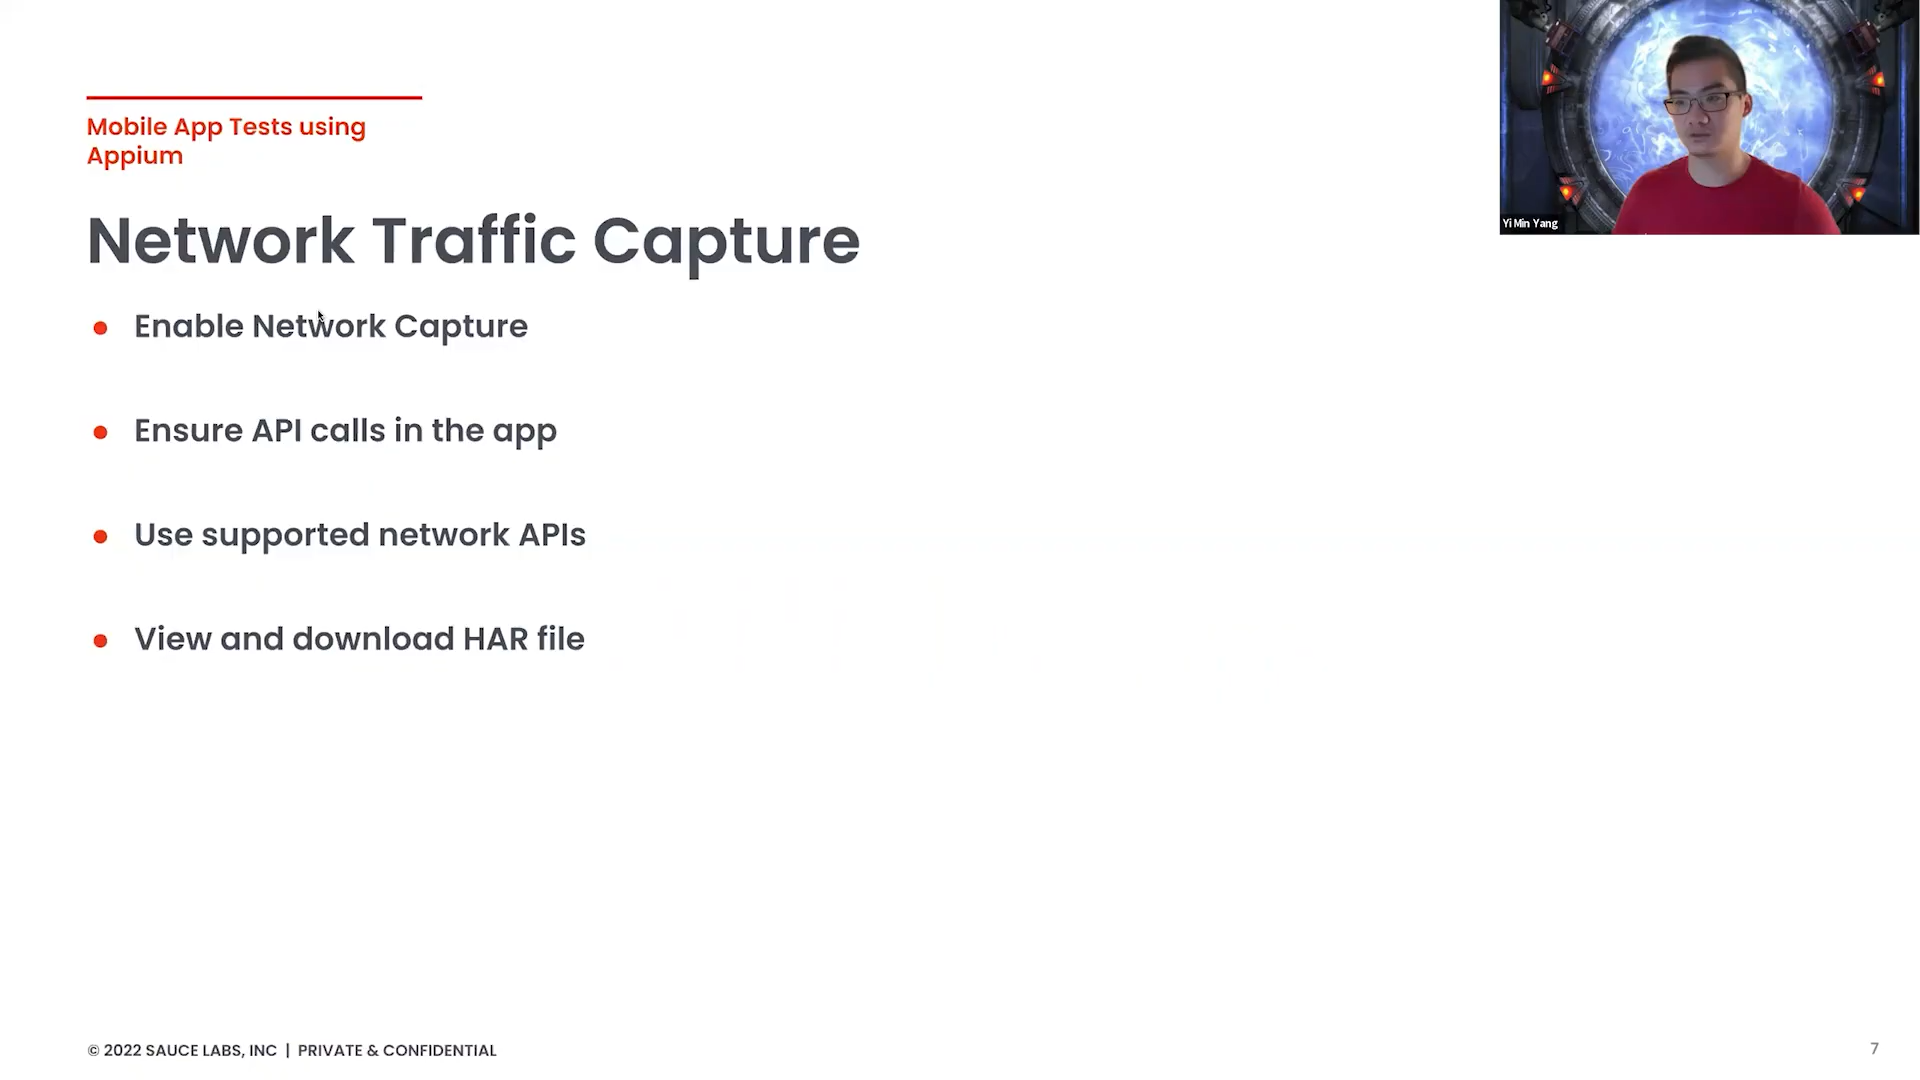 Mobile App Tests using
Appium
Network Traffic Capture
Enable Network Capture
Ensure API calls in the app
Use supported network APIs
View and download HAR file
Yi Min Yang
© 2022 SAUCE LABS, INC | PRIVATE & CONFIDENTIAL
7